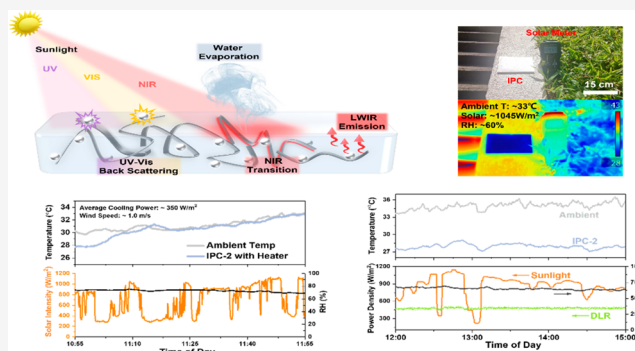 Sunlight
UV
VIS
NIR
Water
Evaporation
LWIR
Emission
UV-Vis
Back Scattering
NIR
Transition
Solar Meter
IPC
15 cm
Ambient T: ~33℃
Solar: ~1045W/m²
RH: ~60%
Average Cooling Power: ~ 350 W/m²
Wind Speed: ~ 1.0 m/s
Temperature (°C)
34
32
30
28
26
Ambient Temp
IPC-2 with Heater
Solar Intensity (W/m²)
1200
1000
800
600
400
200
0
100
80
60
40
20
0
RH (%)
10:55
11:10
11:25
11:40
11:55
Time of Day
Temperature (°C)
35
30
25
Ambient
IPC-2
Power Density (W/m²)
1200
900
600
300
0
Sunlight
DLR
12:00
13:00
14:00
15:00
Time of Day